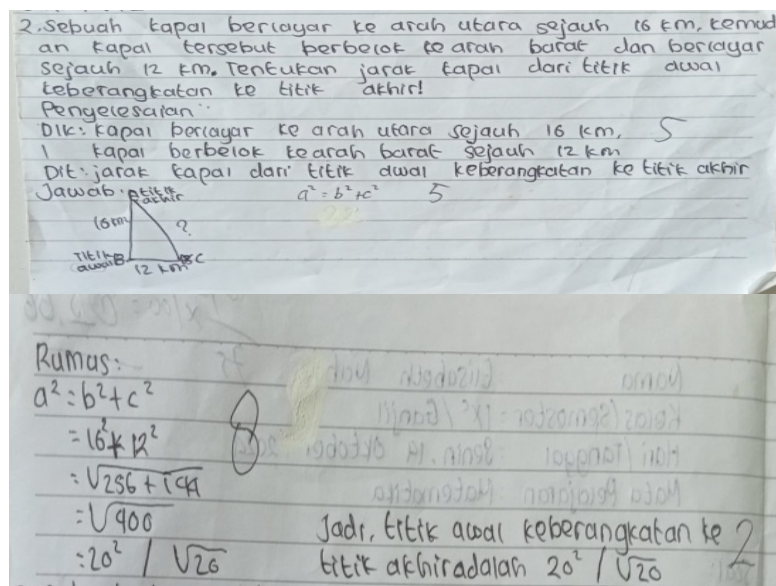 2. Sebuah kapal berlayar ke arah utara sejauh 16 km, kemud
an kapal tersebut berbelok ke arah barat dan berlayar
sejauh 12 km. Tentukan jarak kapal dari titik awal
keberangkatan ke titik akhir!
Penyelesaian:
Dik: kapal berlayar ke arah utara sejauh 16 km. 5
1 kapal berbelok ke arah barat sejauh 12 km
Dit: jarak kapal dari titik awal keberangkatan ke titik akhir
Jawab: titik akhir a² = b² + c² 5
16 km ?
Titik awal B C
12 km
Rumus:
a² = b² + c²
= 16² + 12² 8
= √256 + 144
= √400
= 20² / √20
Jadi, titik awal keberangkatan ke 2
titik akhir adalah 20² / √20